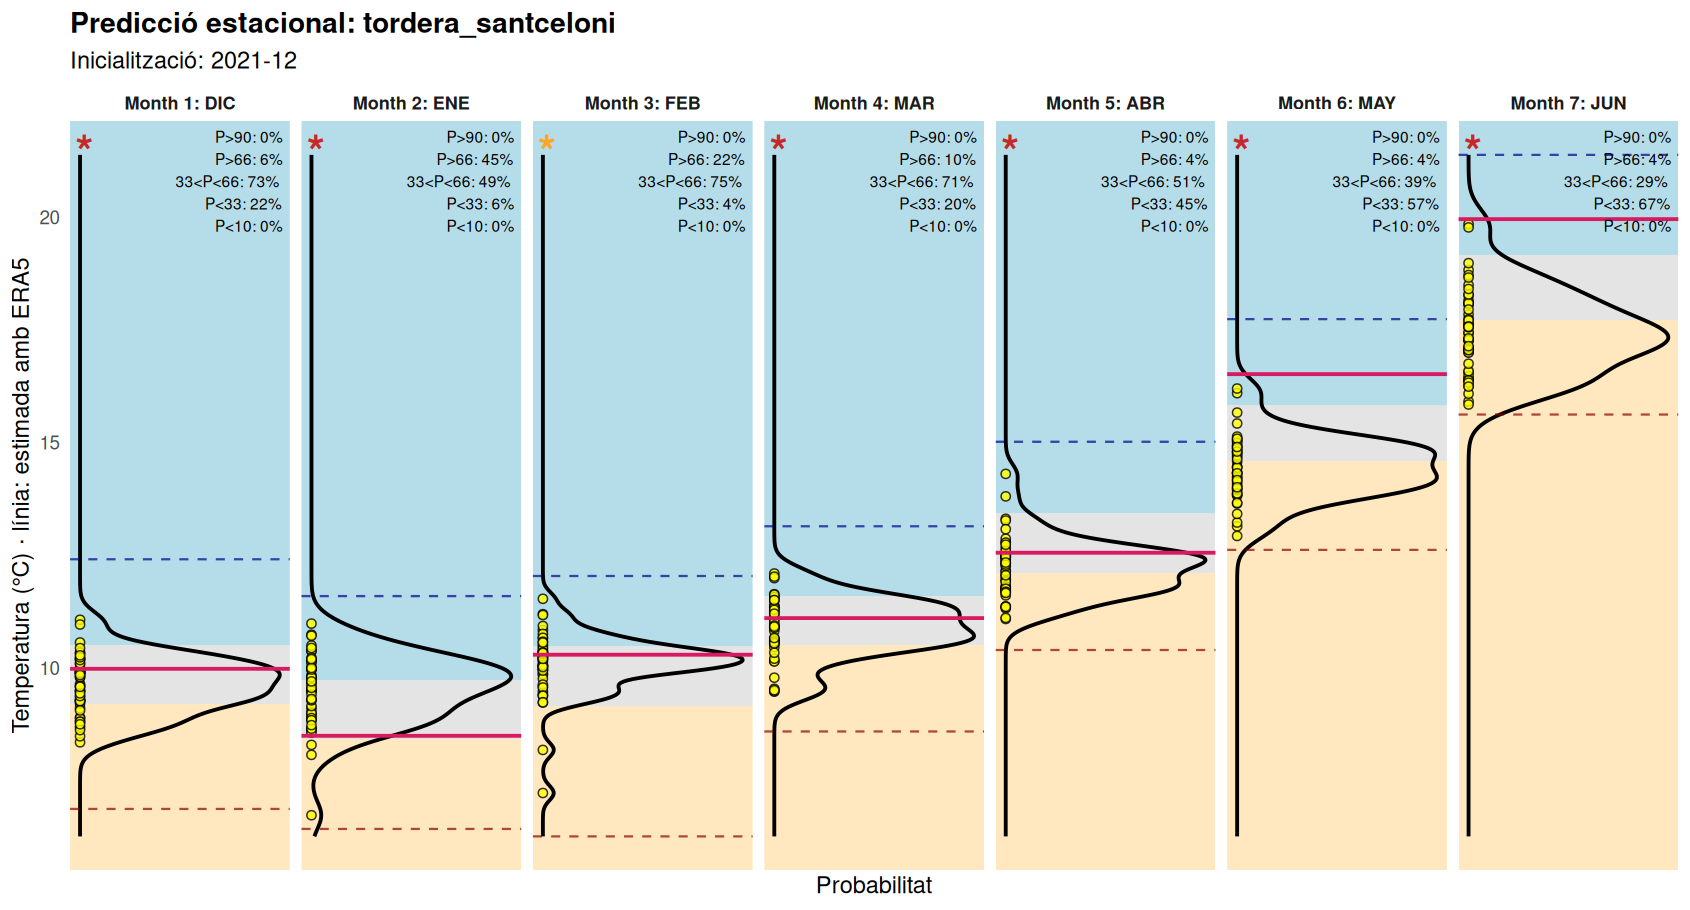 Predicció estacional: tordera_santceloni
Inicialització: 2021-12
Month 1: DIC
Month 2: ENE
Month 3: FEB
Month 4: MAR
Month 5: ABR
Month 6: MAY
Month 7: JUN
*
P>90: 0%
P>66: 6%
33<P<66: 73%
P<33: 22%
P<10: 0%
*
P>90: 0%
P>66: 45%
33<P<66: 49%
P<33: 6%
P<10: 0%
*
P>90: 0%
P>66: 22%
33<P<66: 75%
P<33: 4%
P<10: 0%
*
P>90: 0%
P>66: 10%
33<P<66: 71%
P<33: 20%
P<10: 0%
*
P>90: 0%
P>66: 4%
33<P<66: 51%
P<33: 45%
P<10: 0%
*
P>90: 0%
P>66: 4%
33<P<66: 39%
P<33: 57%
P<10: 0%
*
P>90: 0%
P>66: 4%
33<P<66: 29%
P<33: 67%
P<10: 0%
20
15
10
Temperatura (°C) · línia: estimada amb ERA5
Probabilitat